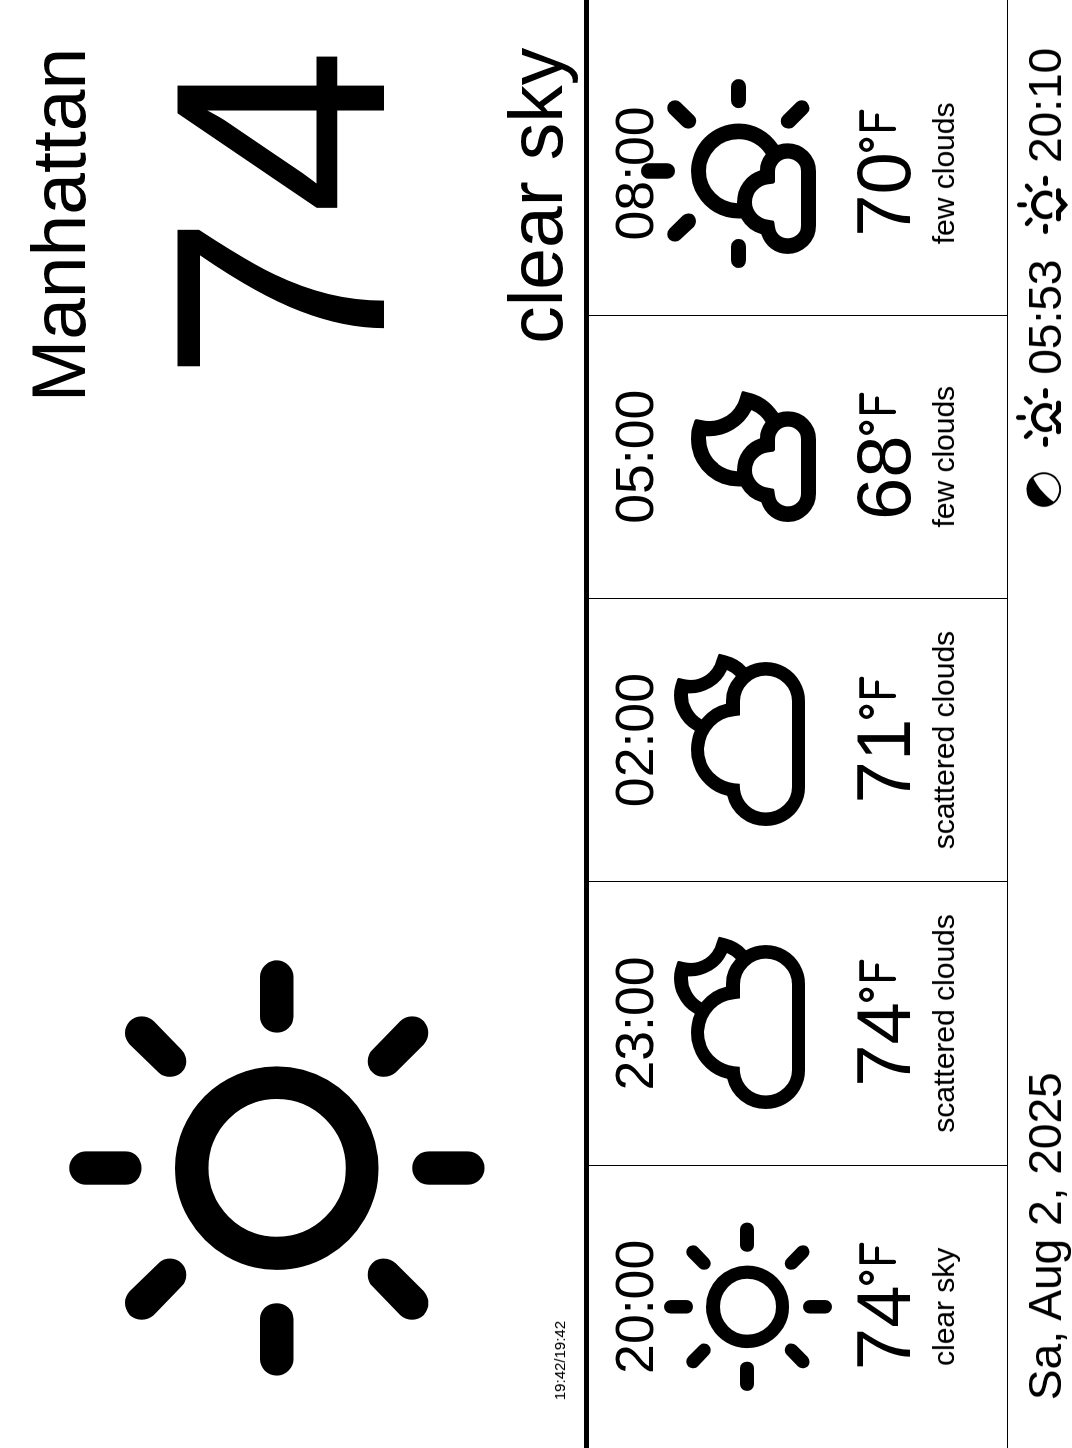 Manhattan
74
clear sky
19:42/19:42
20:00 23:00 02:00 05:00 08:00
74°F 74°F 71°F 68°F 70°F
clear sky scattered clouds scattered clouds few clouds few clouds
Sa, Aug 2, 2025 05:53 20:10